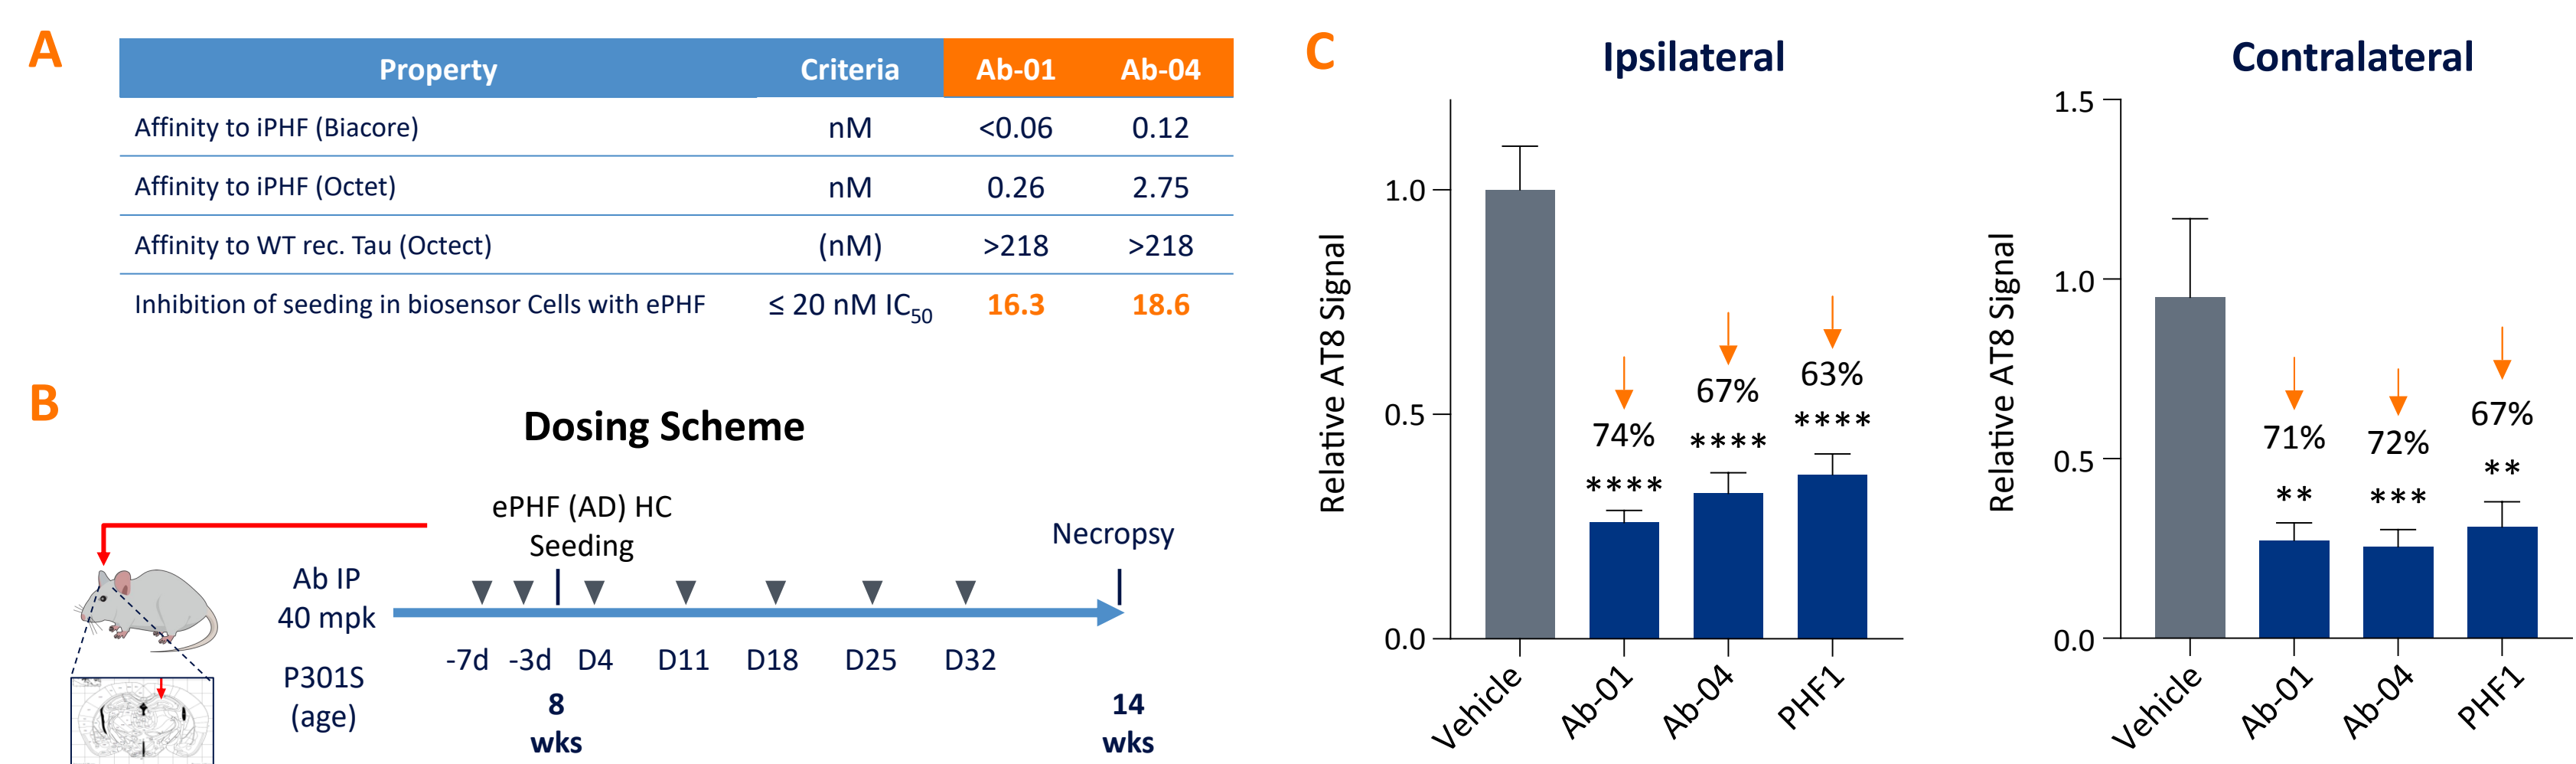 A
Property Criteria Ab-01 Ab-04
Affinity to iPHF (Biacore) nM <0.06 0.12
Affinity to iPHF (Octet) nM 0.26 2.75
Affinity to WT rec. Tau (Octect) (nM) >218 >218
Inhibition of seeding in biosensor Cells with ePHF ≤ 20 nM IC50 16.3 18.6
B
Dosing Scheme
ePHF (AD) HC
Seeding
Necropsy
Ab IP
40 mpk
-7d -3d D4 D11 D18 D25 D32
P301S
(age)
8
wks
14
wks
C
Ipsilateral
Relative AT8 Signal
1.0
0.5
0.0
74%
****
67%
****
63%
****
Vehicle Ab-01 Ab-04 PHF1
Contralateral
Relative AT8 Signal
1.5
1.0
0.5
0.0
71%
**
72%
***
67%
**
Vehicle Ab-01 Ab-04 PHF1